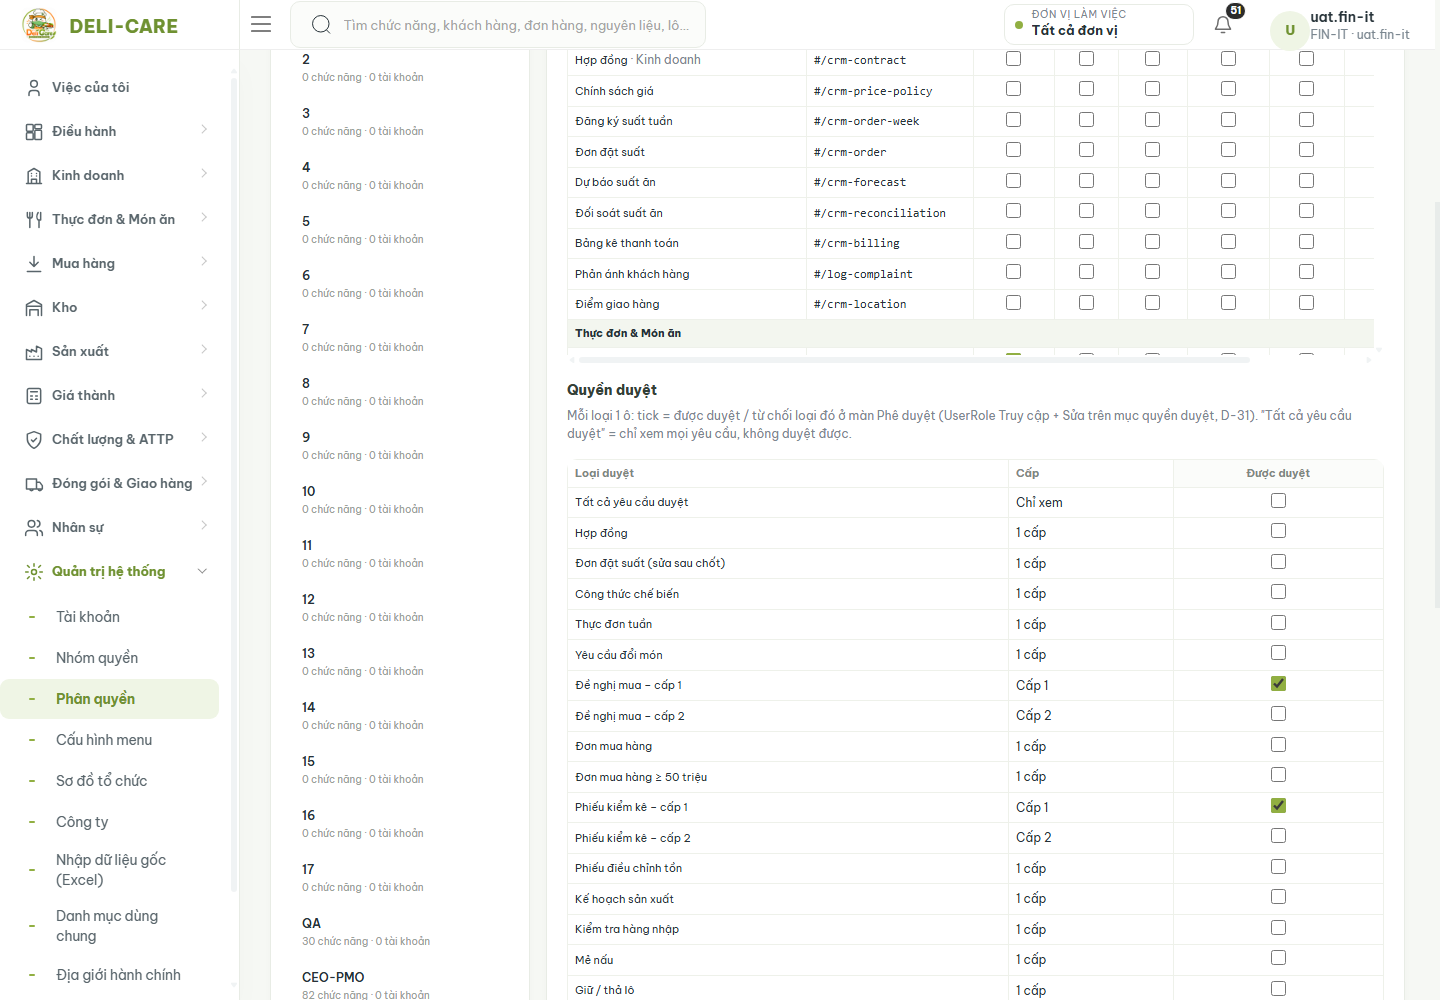 DELI-CARE
Tìm chức năng, khách hàng, đơn hàng, nguyên liệu, lô...
ĐƠN VỊ LÀM VIỆC
Tất cả đơn vị
51
U
uat.fin-it
FIN-IT · uat.fin-it
Việc của tôi
Điều hành
Kinh doanh
Thực đơn & Món ăn
Mua hàng
Kho
Sản xuất
Giá thành
Chất lượng & ATTP
Đóng gói & Giao hàng
Nhân sự
Quản trị hệ thống
Tài khoản
Nhóm quyền
Phân quyền
Cấu hình menu
Sơ đồ tổ chức
Công ty
Nhập dữ liệu gốc
(Excel)
Danh mục dùng
chung
Địa giới hành chính
2
0 chức năng · 0 tài khoản
3
0 chức năng · 0 tài khoản
4
0 chức năng · 0 tài khoản
5
0 chức năng · 0 tài khoản
6
0 chức năng · 0 tài khoản
7
0 chức năng · 0 tài khoản
8
0 chức năng · 0 tài khoản
9
0 chức năng · 0 tài khoản
10
0 chức năng · 0 tài khoản
11
0 chức năng · 0 tài khoản
12
0 chức năng · 0 tài khoản
13
0 chức năng · 0 tài khoản
14
0 chức năng · 0 tài khoản
15
0 chức năng · 0 tài khoản
16
0 chức năng · 0 tài khoản
17
0 chức năng · 0 tài khoản
QA
30 chức năng · 0 tài khoản
CEO-PMO
82 chức năng · 0 tài khoản
Hợp đồng · Kinh doanh #/crm-contract
Chính sách giá #/crm-price-policy
Đăng ký suất tuần #/crm-order-week
Đơn đặt suất #/crm-order
Dự báo suất ăn #/crm-forecast
Đối soát suất ăn #/crm-reconciliation
Bảng kê thanh toán #/crm-billing
Phản ánh khách hàng #/log-complaint
Điểm giao hàng #/crm-location
Thực đơn & Món ăn
Quyền duyệt
Mỗi loại 1 ô: tick = được duyệt / từ chối loại đó ở màn Phê duyệt (UserRole Truy cập + Sửa trên mục quyền duyệt, D-31). "Tất cả yêu cầu
duyệt" = chỉ xem mọi yêu cầu, không duyệt được.
Loại duyệt Cấp Được duyệt
Tất cả yêu cầu duyệt Chỉ xem
Hợp đồng 1 cấp
Đơn đặt suất (sửa sau chốt) 1 cấp
Công thức chế biến 1 cấp
Thực đơn tuần 1 cấp
Yêu cầu đổi món 1 cấp
Đề nghị mua – cấp 1 Cấp 1
Đề nghị mua – cấp 2 Cấp 2
Đơn mua hàng 1 cấp
Đơn mua hàng ≥ 50 triệu 1 cấp
Phiếu kiểm kê – cấp 1 Cấp 1
Phiếu kiểm kê – cấp 2 Cấp 2
Phiếu điều chỉnh tồn 1 cấp
Kế hoạch sản xuất 1 cấp
Kiểm tra hàng nhập 1 cấp
Mẻ nấu 1 cấp
Giữ / thả lô 1 cấp